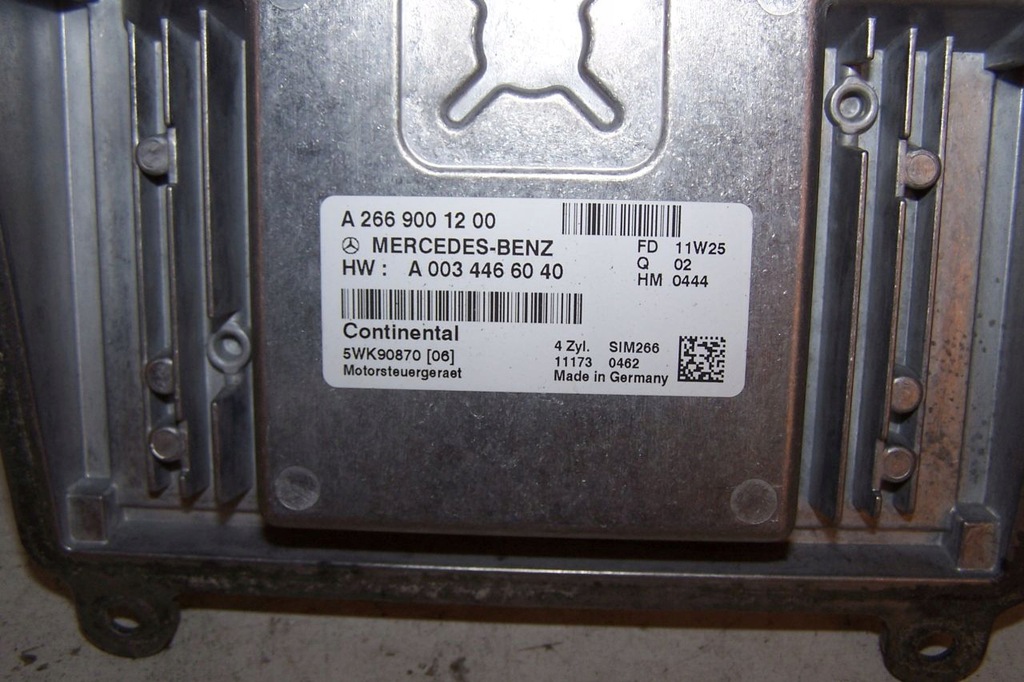 A 266 900 12 00
MERCEDES-BENZ
HW : A 003 446 60 40
FD 11W25
Q 02
HM 0444
Continental
5WK90870 [06]
Motorsteuergeraet
4 Zyl. SIM266
11173 0462
Made in Germany